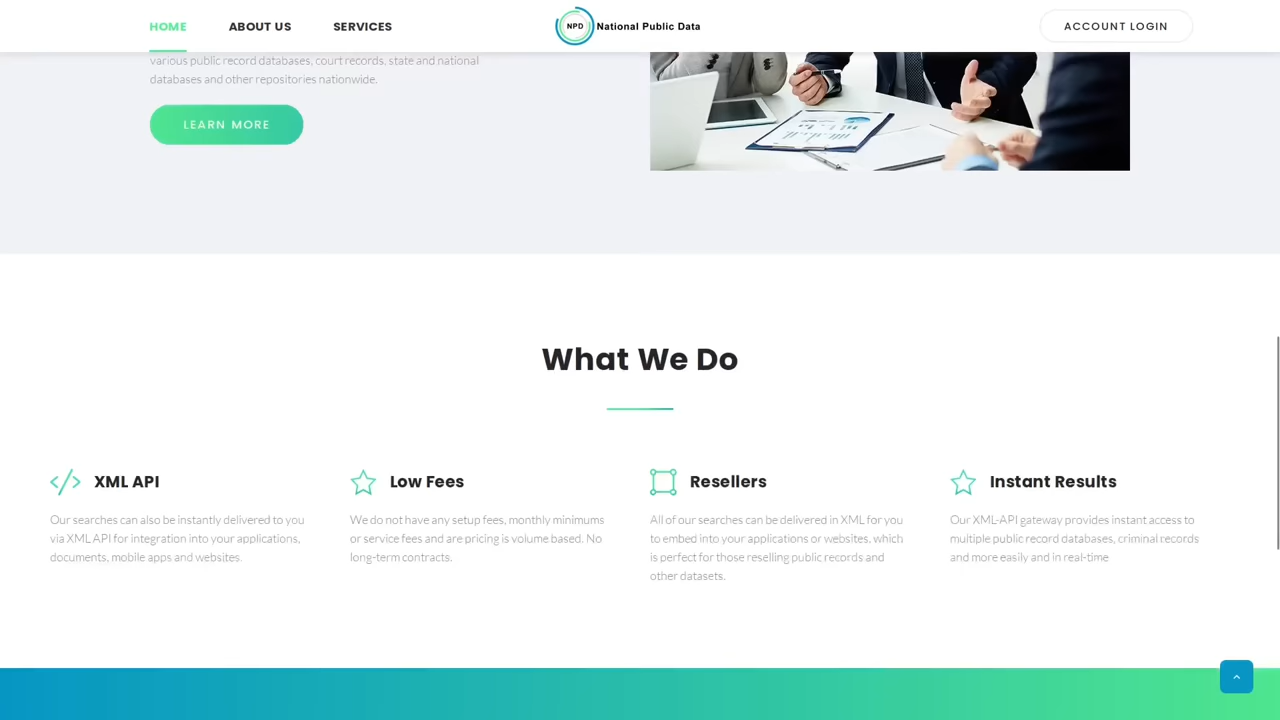 HOME
ABOUT US
SERVICES
NPD
National Public Data
ACCOUNT LOGIN
various public record databases, court records, state and national
databases and other repositories nationwide.
LEARN MORE
What We Do
XML API
Our searches can also be instantly delivered to you
via XML API for integration into your applications,
documents, mobile apps and websites.
Low Fees
We do not have any setup fees, monthly minimums
or service fees and are pricing is volume based. No
long-term contracts.
Resellers
All of our searches can be delivered in XML for you
to embed into your applications or websites, which
is perfect for those reselling public records and
other datasets.
Instant Results
Our XML-API gateway provides instant access to
multiple public record databases, criminal records
and more easily and in real-time